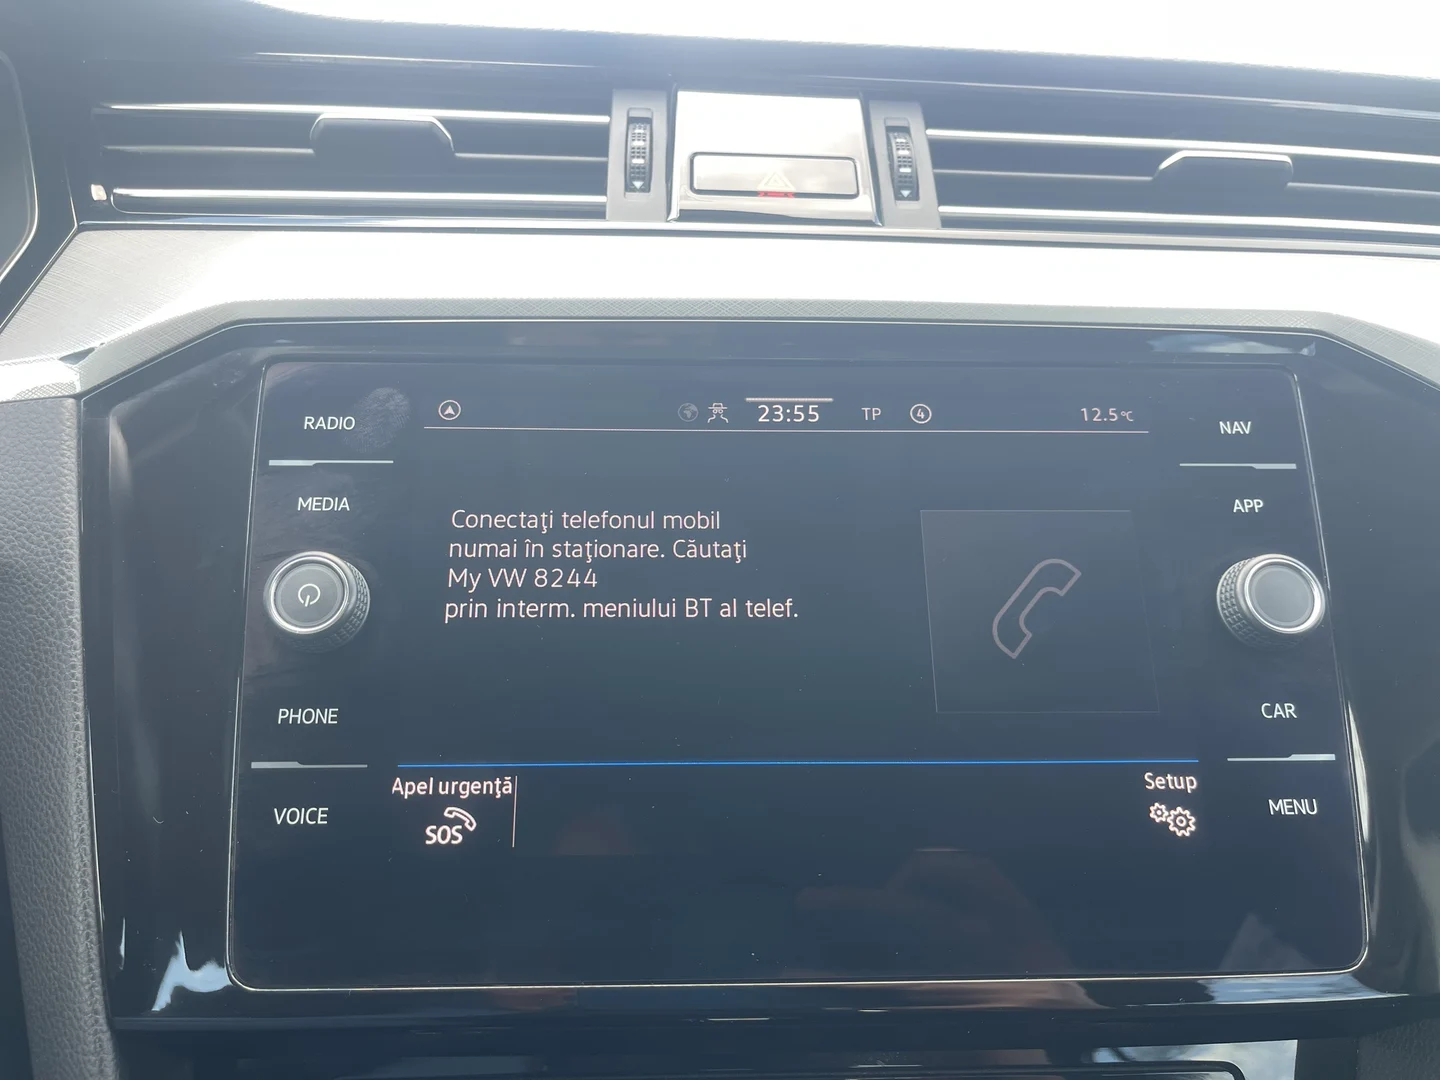 RADIO
23:55
TP
4
12.5°C
NAV
MEDIA
APP
Conectaţi telefonul mobil
numai în staţionare. Căutaţi
My VW 8244
prin interm. meniului BT al telef.
PHONE
CAR
Apel urgenţă
SOS
Setup
VOICE
MENU